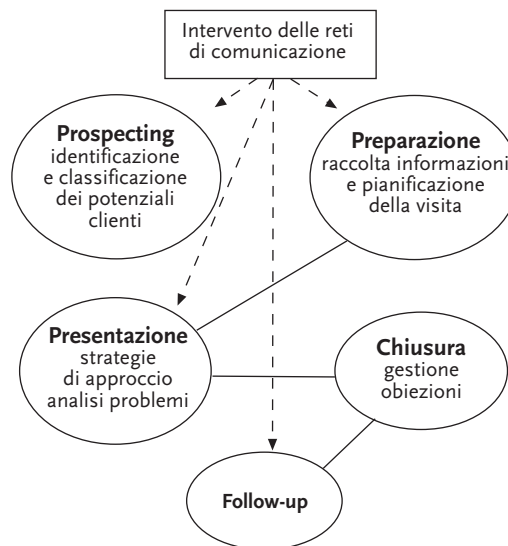 Intervento delle reti
di comunicazione
Prospecting
identificazione
e classificazione
dei potenziali
clienti
Preparazione
raccolta informazioni
e pianificazione
della visita
Presentazione
strategie
di approccio
analisi problemi
Chiusura
gestione
obiezioni
Follow-up